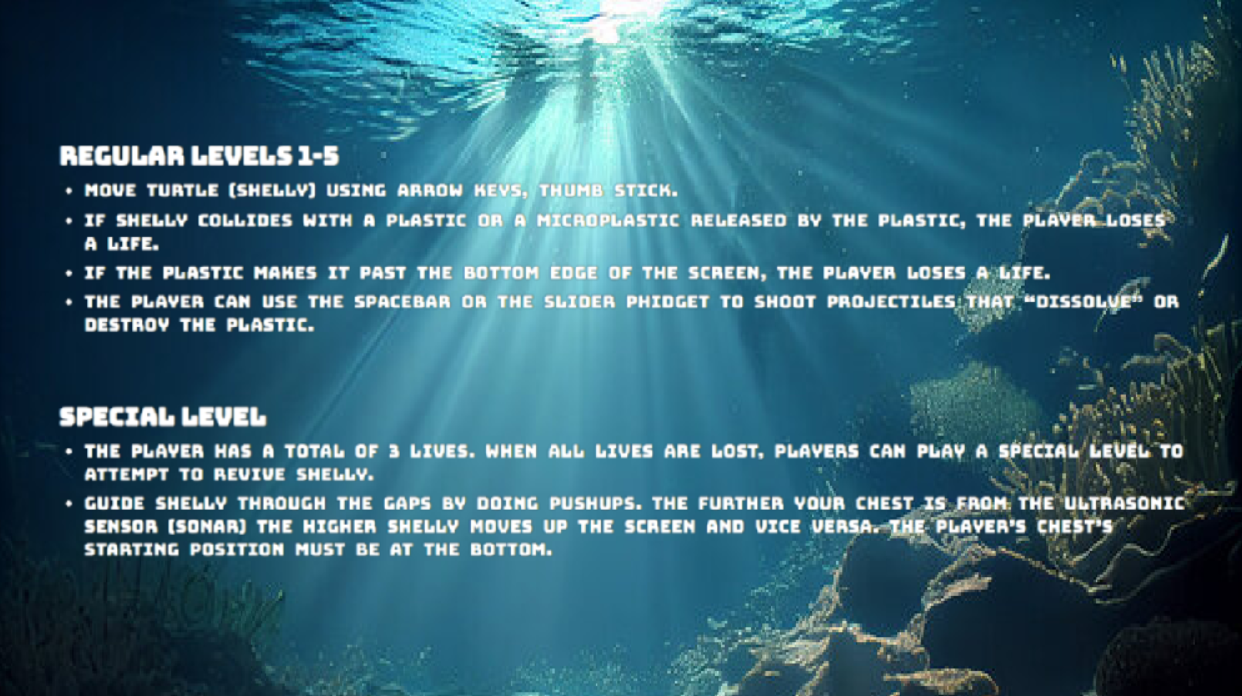 REGULAR LEVELS 1-5
• MOVE TURTLE (SHELLY) USING ARROW KEYS, THUMB STICK.
• IF SHELLY COLLIDES WITH A PLASTIC OR A MICROPLASTIC RELEASED BY THE PLASTIC, THE PLAYER LOSES
A LIFE.
• IF THE PLASTIC MAKES IT PAST THE BOTTOM EDGE OF THE SCREEN, THE PLAYER LOSES A LIFE.
• THE PLAYER CAN USE THE SPACEBAR OR THE SLIDER PHIDGET TO SHOOT PROJECTILES THAT “DISSOLVE” OR
DESTROY THE PLASTIC.
SPECIAL LEVEL
• THE PLAYER HAS A TOTAL OF 3 LIVES. WHEN ALL LIVES ARE LOST, PLAYERS CAN PLAY A SPECIAL LEVEL TO
ATTEMPT TO REVIVE SHELLY.
• GUIDE SHELLY THROUGH THE GAPS BY DOING PUSHUPS. THE FURTHER YOUR CHEST IS FROM THE ULTRASONIC
SENSOR (SONAR) THE HIGHER SHELLY MOVES UP THE SCREEN AND VICE VERSA. THE PLAYER'S CHEST'S
STARTING POSITION MUST BE AT THE BOTTOM.